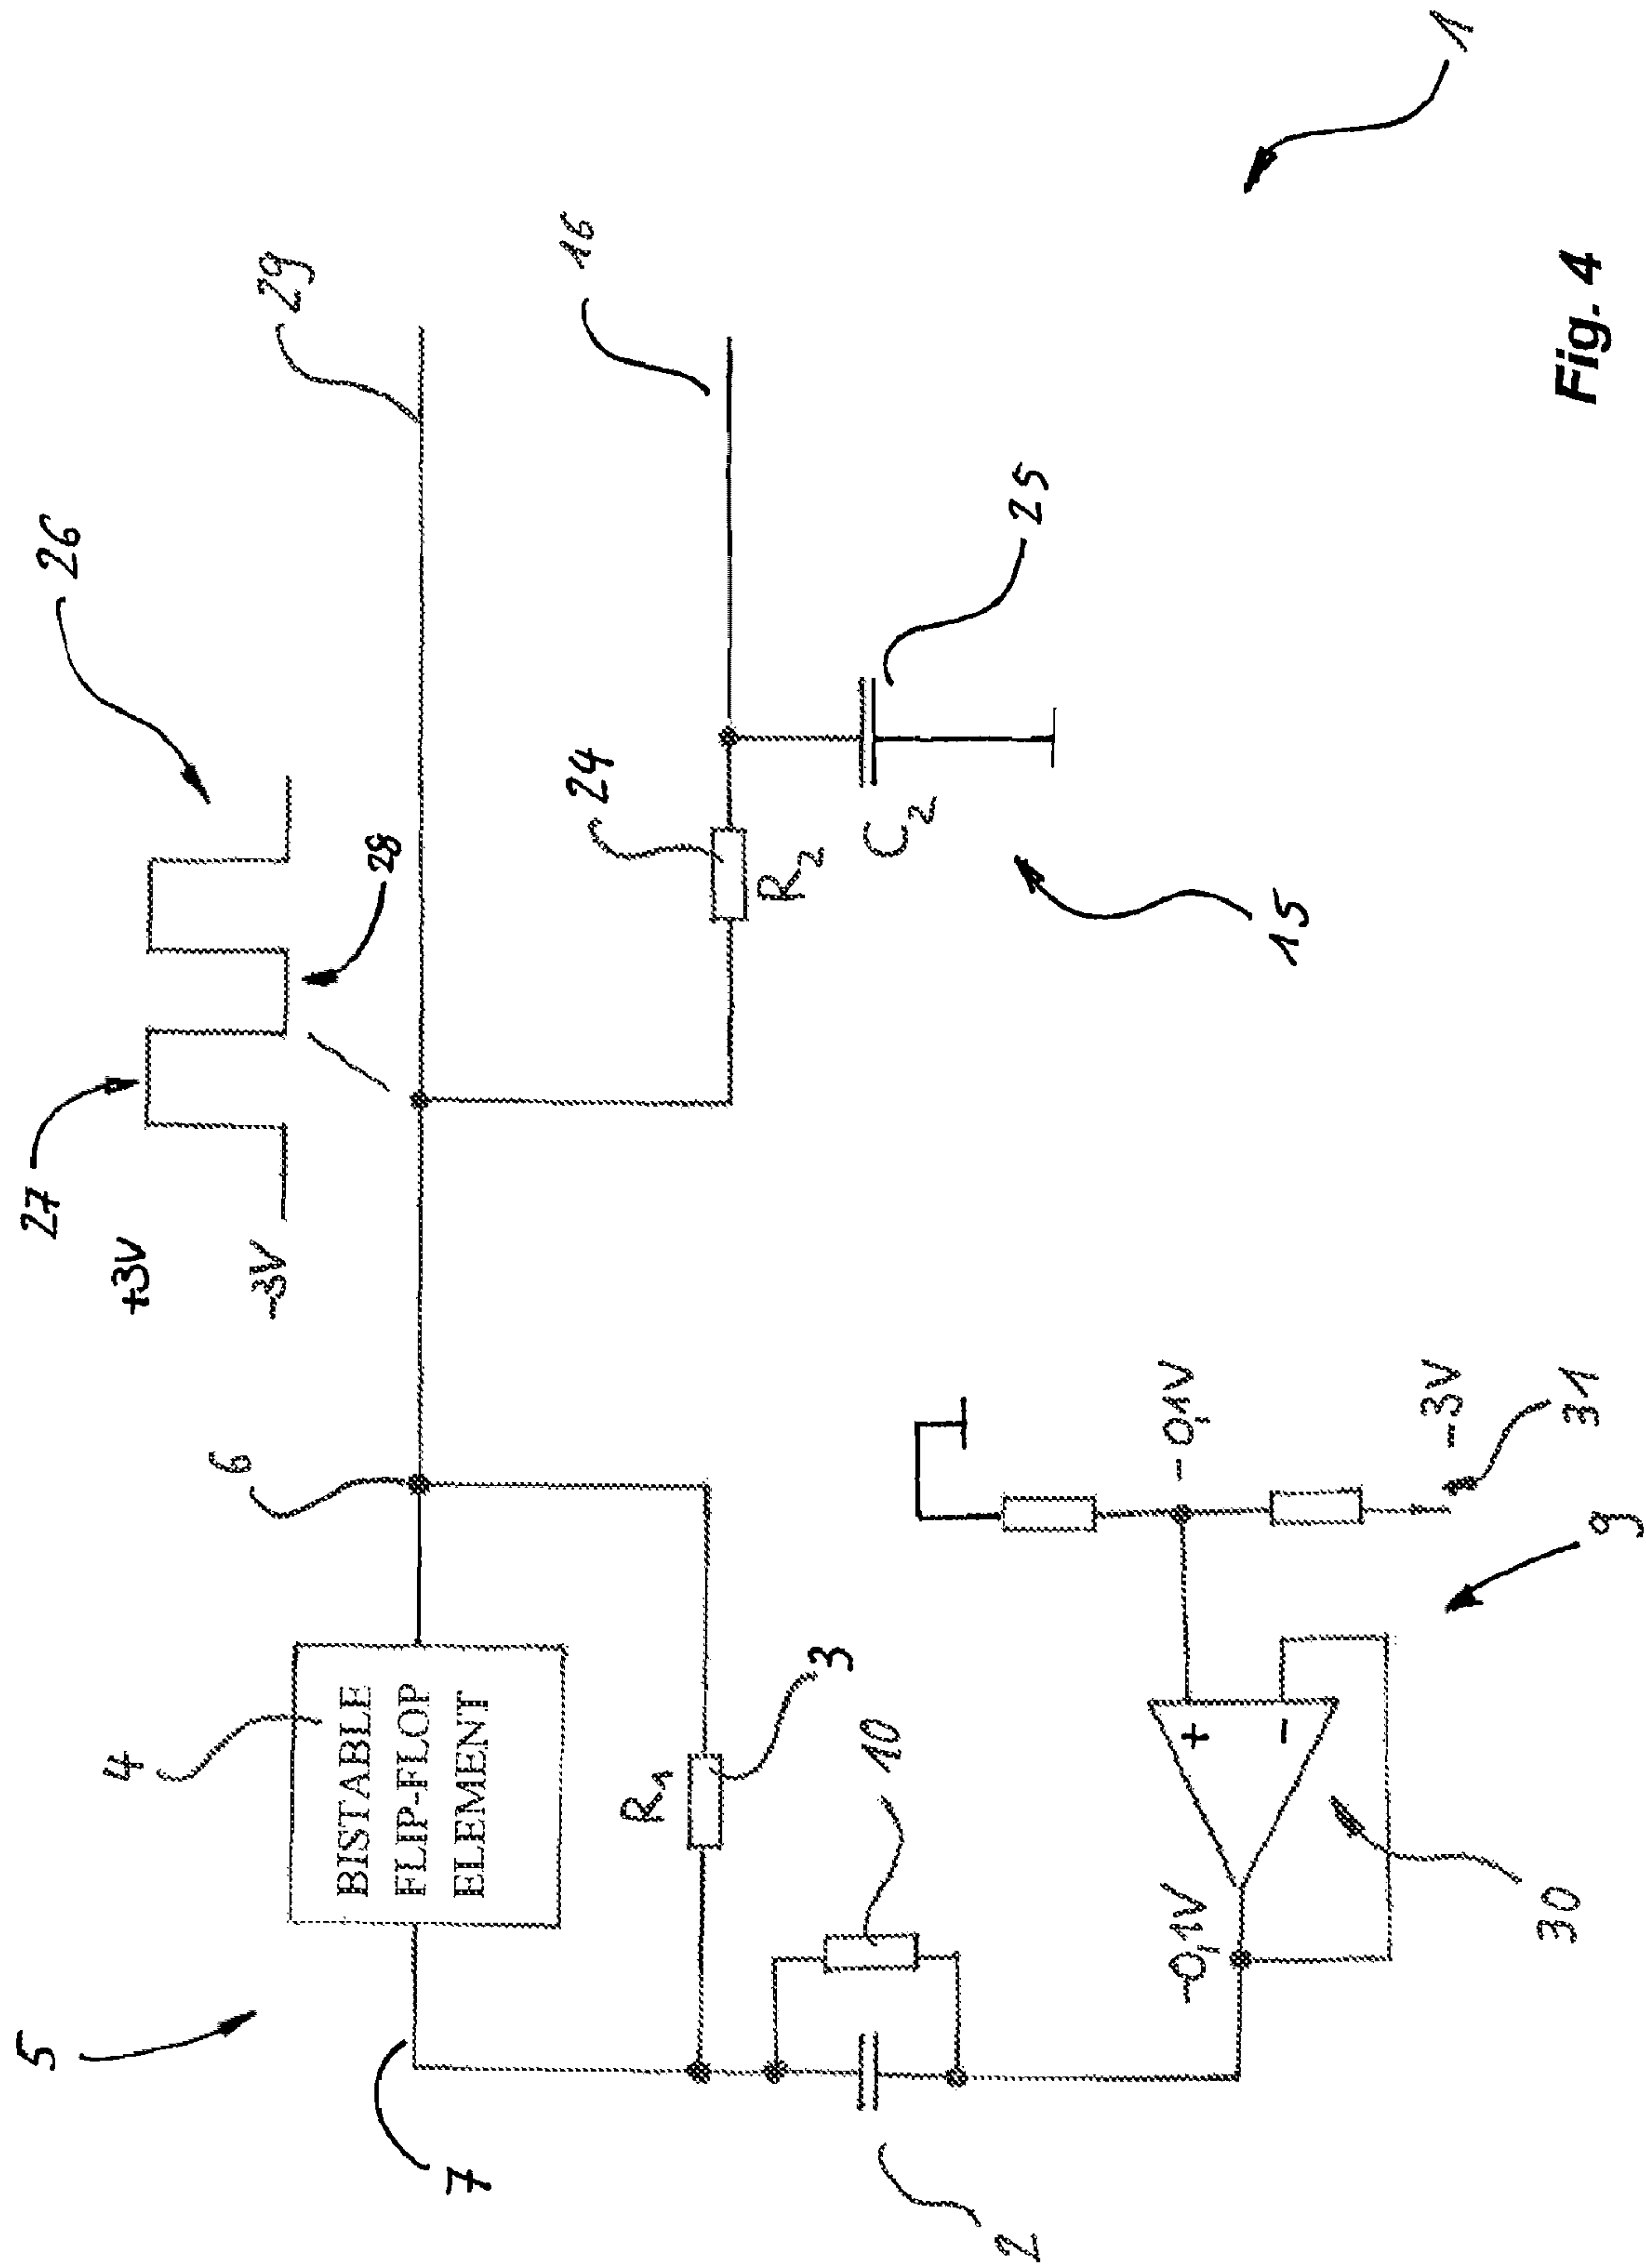 27
26
+3V
-3V
28
29
5
4
6
BISTABLE
FLIP-FLOP
ELEMENT
7
R1
3
24
R2
16
C2
25
15
10
2
-0,1V
-0,1V
-3V
31
30
9
1
Fig. 4